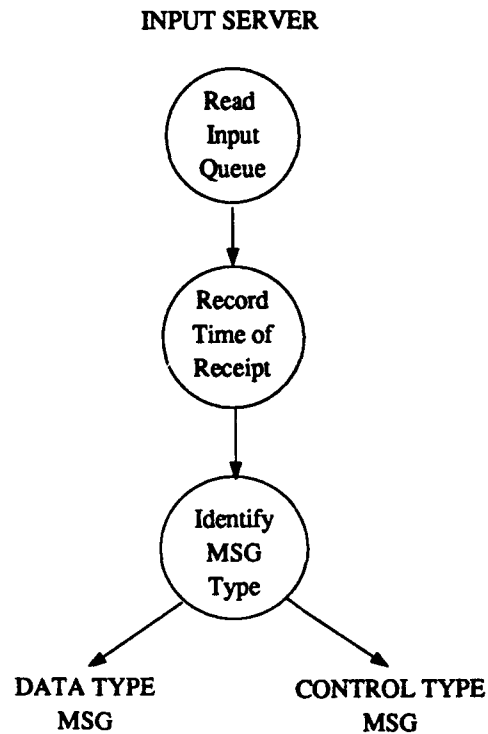 INPUT SERVER
Read
Input
Queue
Record
Time of
Receipt
Identify
MSG
Type
DATA TYPE
MSG
CONTROL TYPE
MSG